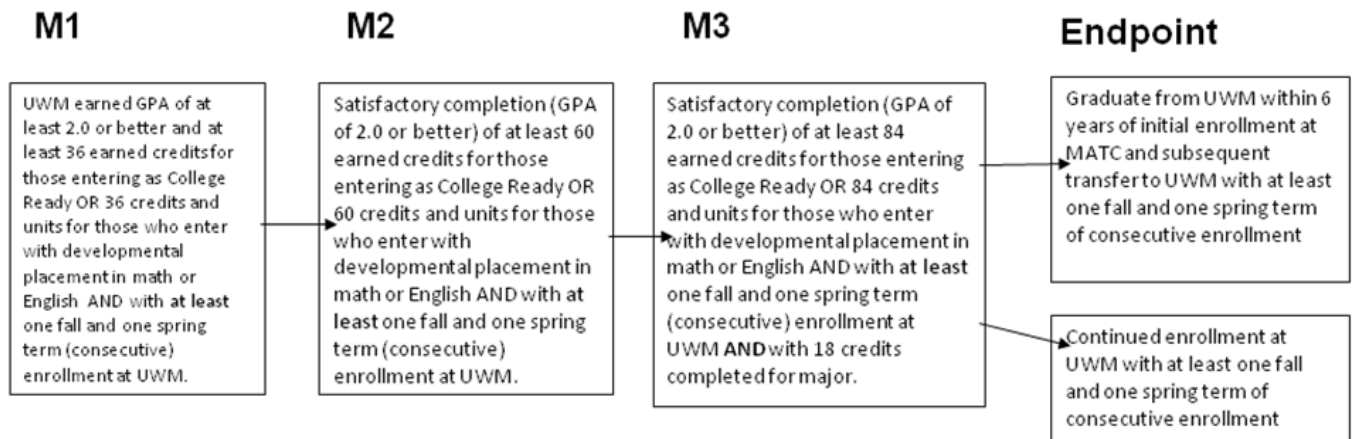 M1
UWM earned GPA of at
least 2.0 or better and at
least 36 earned credits for
those entering as College
Ready OR 36 credits and
units for those who enter
with developmental
placement in math or
English AND with at least
one fall and one spring
term (consecutive)
enrollment at UWM.
M2
Satisfactory completion (GPA
of 2.0 or better) of at least 60
earned credits for those
entering as College Ready OR
60 credits and units for those
who enter with
developmental placement in
math or English AND with at
least one fall and one spring
term (consecutive)
enrollment at UWM.
M3
Satisfactory completion (GPA of
2.0 or better) of at least 84
earned credits for those entering
as College Ready OR 84 credits
and units for those who enter
with developmental placement in
math or English AND with at least
one fall and one spring term
(consecutive) enrollment at
UWM AND with 18 credits
completed for major.
Endpoint
Graduate from UWM within 6
years of initial enrollment at
MATC and subsequent
transfer to UWM with at least
one fall and one spring term
of consecutive enrollment
Continued enrollment at
UWM with at least one fall
and one spring term of
consecutive enrollment